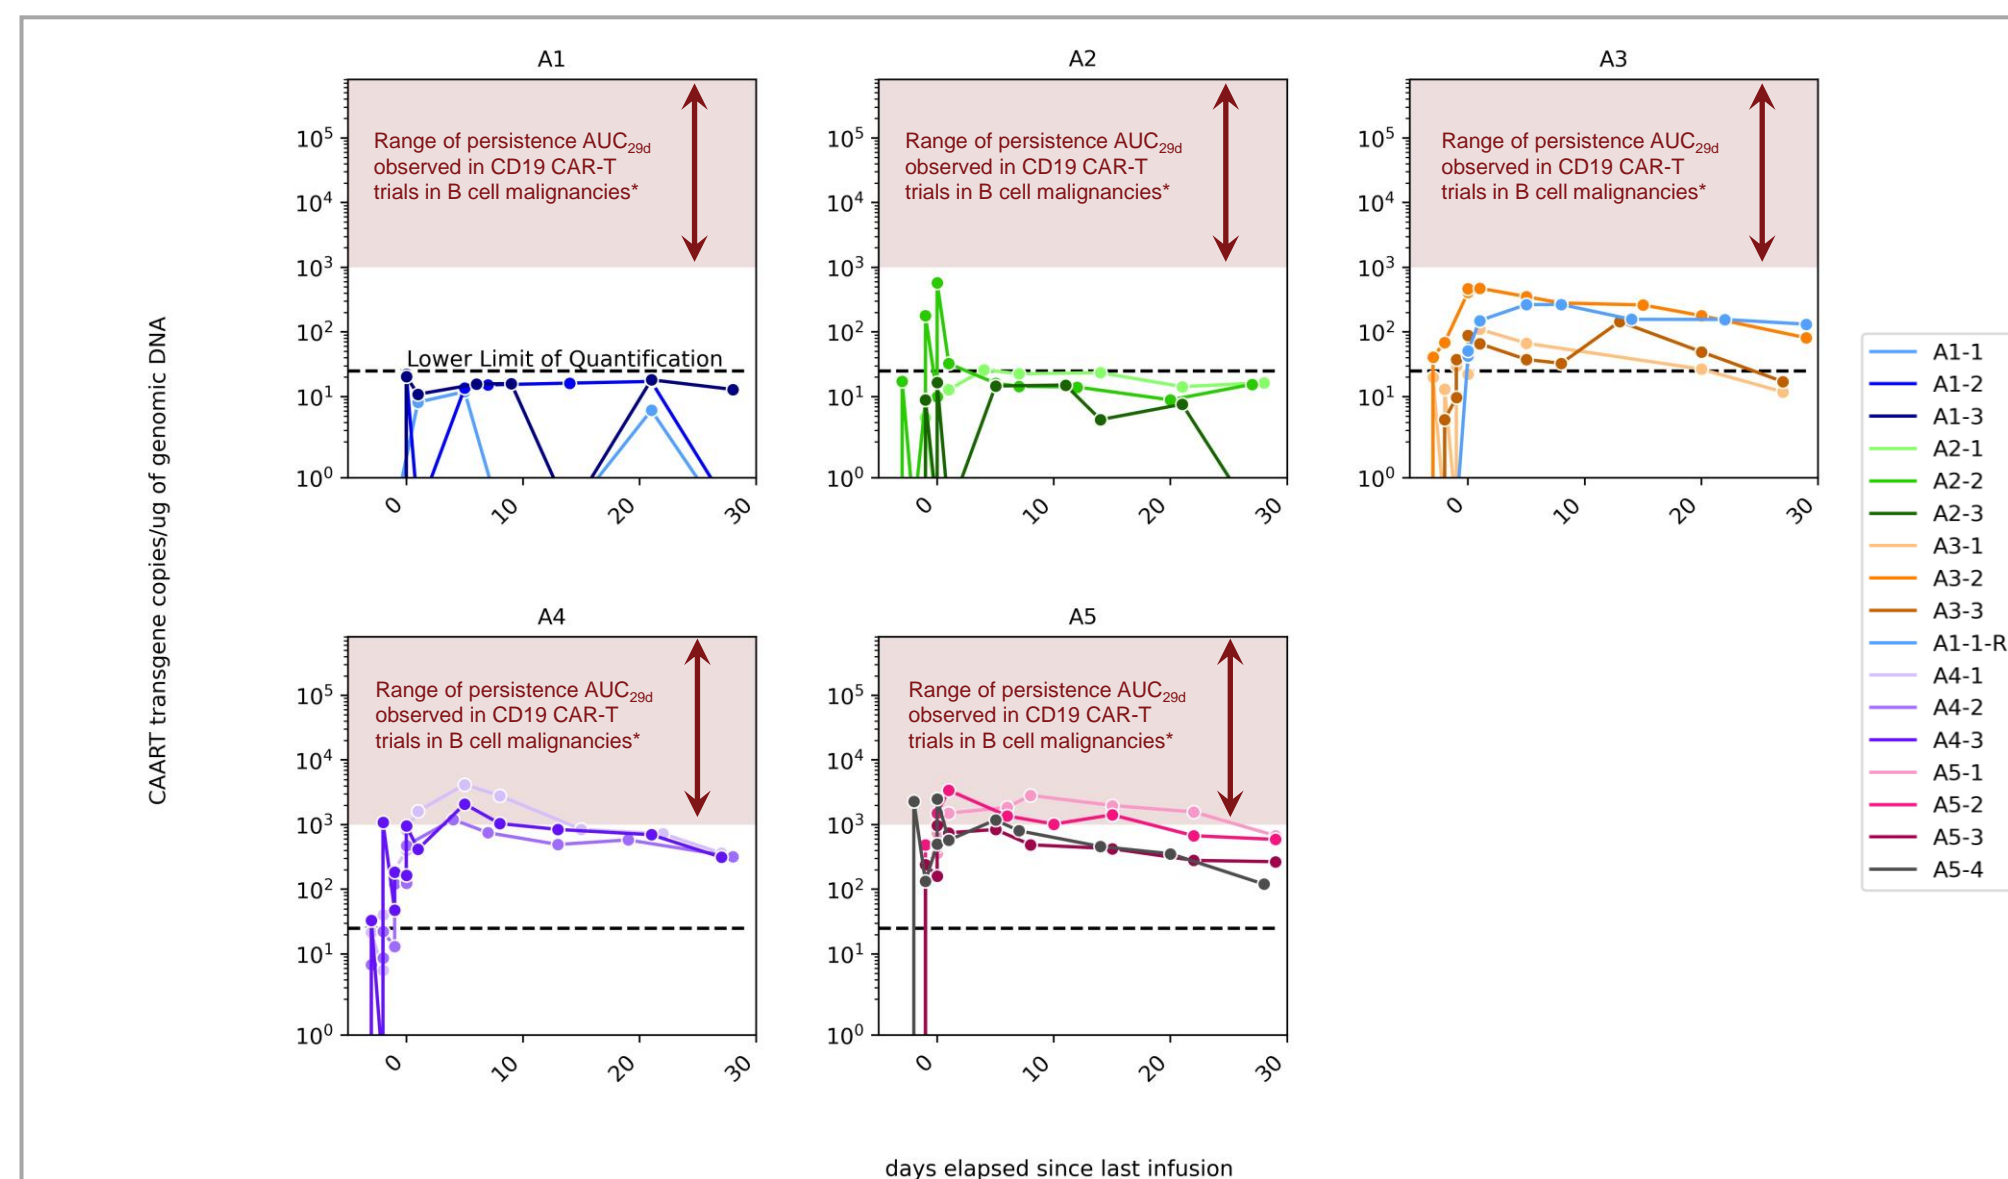 A1
A2
A3
10⁵
10⁴
10³
10²
10¹
10⁰
Range of persistence AUC29d
observed in CD19 CAR-T
trials in B cell malignancies*
Lower Limit of Quantification
0
10
20
30
10⁵
10⁴
10³
10²
10¹
10⁰
Range of persistence AUC29d
observed in CD19 CAR-T
trials in B cell malignancies*
0
10
20
30
10⁵
10⁴
10³
10²
10¹
10⁰
Range of persistence AUC29d
observed in CD19 CAR-T
trials in B cell malignancies*
0
10
20
30
CAART transgene copies/ug of genomic DNA
A4
A5
10⁵
10⁴
10³
10²
10¹
10⁰
Range of persistence AUC29d
observed in CD19 CAR-T
trials in B cell malignancies*
0
10
20
30
10⁵
10⁴
10³
10²
10¹
10⁰
Range of persistence AUC29d
observed in CD19 CAR-T
trials in B cell malignancies*
0
10
20
30
A1-1
A1-2
A1-3
A2-1
A2-2
A2-3
A3-1
A3-2
A3-3
A1-1-R
A4-1
A4-2
A4-3
A5-1
A5-2
A5-3
A5-4
days elapsed since last infusion